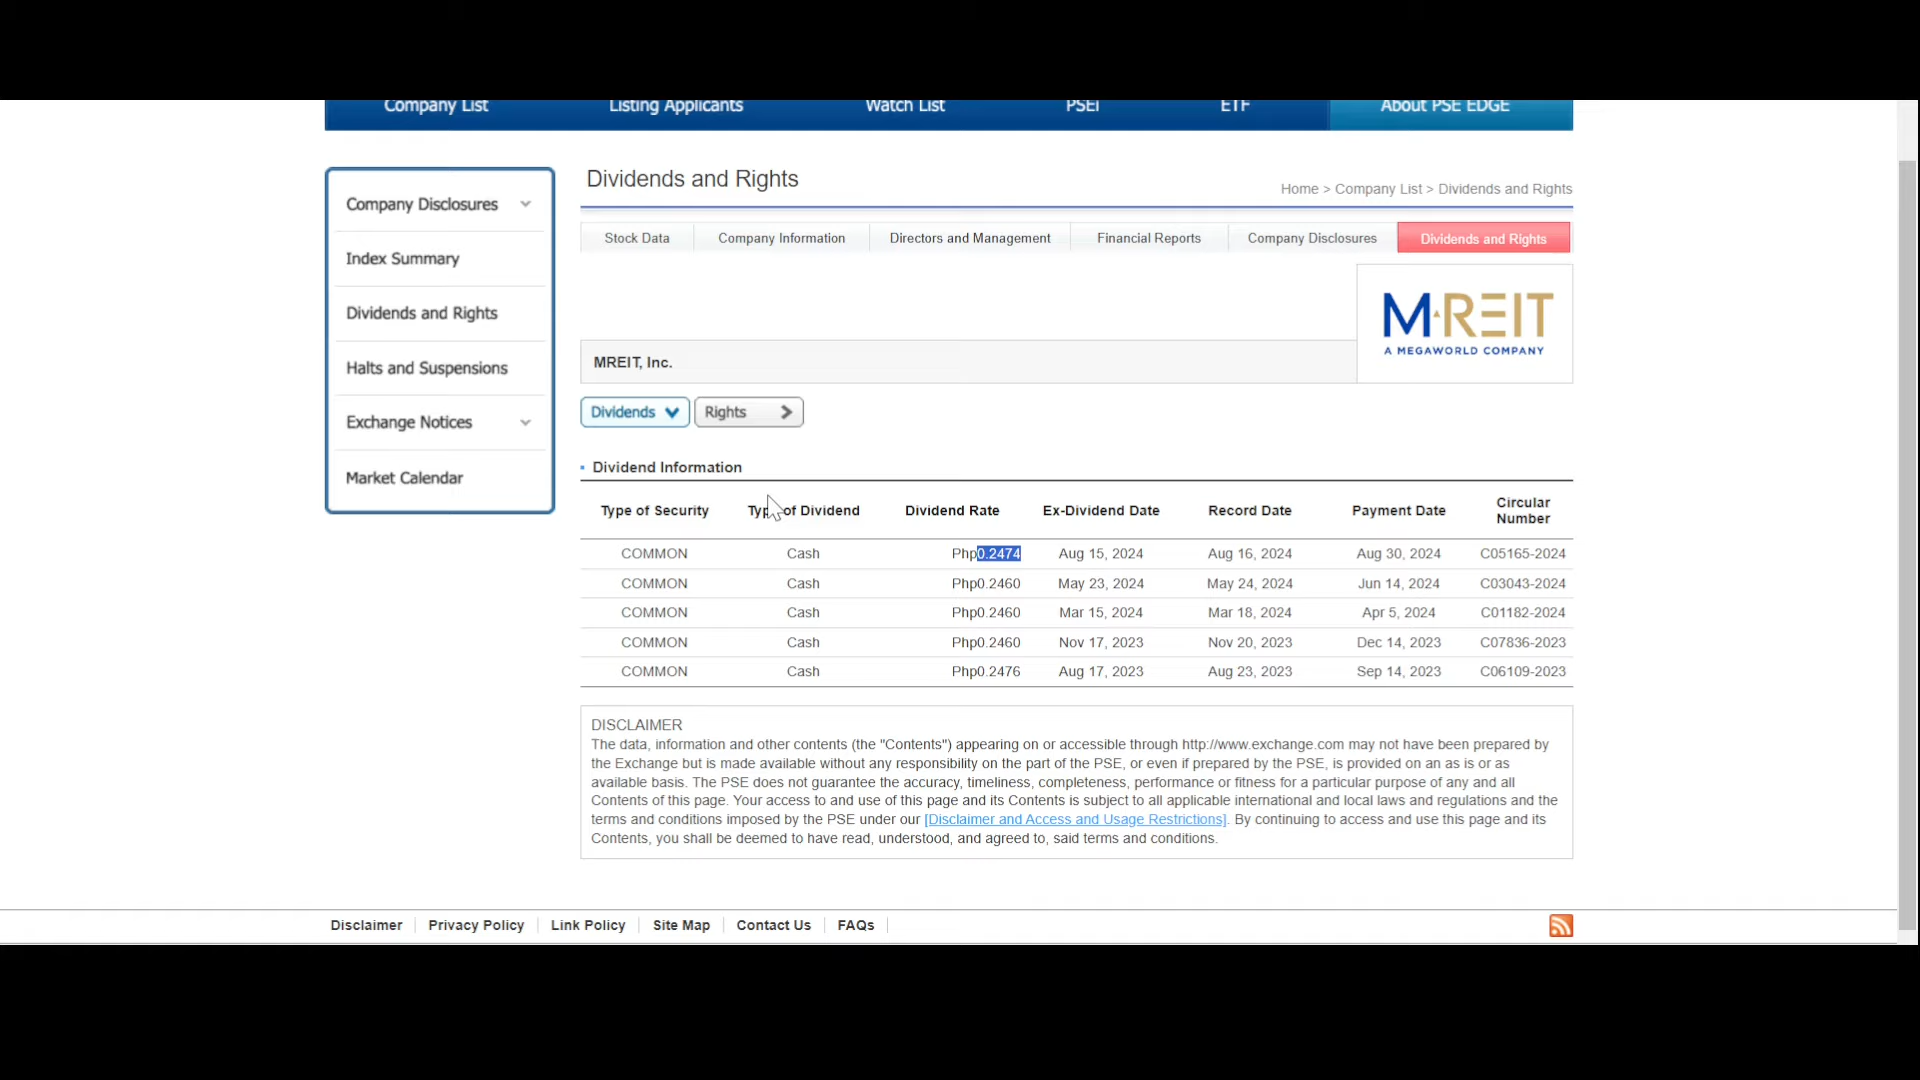 Company List Listing Applicants Watch List PSEi ETF About PSE EDGE
Company Disclosures
Index Summary
Dividends and Rights
Halts and Suspensions
Exchange Notices
Market Calendar
Dividends and Rights
Home > Company List > Dividends and Rights
Stock Data Company Information Directors and Management Financial Reports Company Disclosures Dividends and Rights
M REIT
A MEGAWORLD COMPANY
MREIT, Inc.
Dividends Rights
Dividend Information
Type of Security Type of Dividend Dividend Rate Ex-Dividend Date Record Date Payment Date Circular Number
COMMON Cash Php0.2474 Aug 15, 2024 Aug 16, 2024 Aug 30, 2024 C05165-2024
COMMON Cash Php0.2460 May 23, 2024 May 24, 2024 Jun 14, 2024 C03043-2024
COMMON Cash Php0.2460 Mar 15, 2024 Mar 18, 2024 Apr 5, 2024 C01182-2024
COMMON Cash Php0.2460 Nov 17, 2023 Nov 20, 2023 Dec 14, 2023 C07836-2023
COMMON Cash Php0.2476 Aug 17, 2023 Aug 23, 2023 Sep 14, 2023 C06109-2023
DISCLAIMER
The data, information and other contents (the "Contents") appearing on or accessible through http://www.exchange.com may not have been prepared by
the Exchange but is made available without any responsibility on the part of the PSE, or even if prepared by the PSE, is provided on an as is or as
available basis. The PSE does not guarantee the accuracy, timeliness, completeness, performance or fitness for a particular purpose of any and all
Contents of this page. Your access to and use of this page and its Contents is subject to all applicable international and local laws and regulations and the
terms and conditions imposed by the PSE under our [Disclaimer and Access and Usage Restrictions]. By continuing to access and use this page and its
Contents, you shall be deemed to have read, understood, and agreed to, said terms and conditions.
Disclaimer Privacy Policy Link Policy Site Map Contact Us FAQs